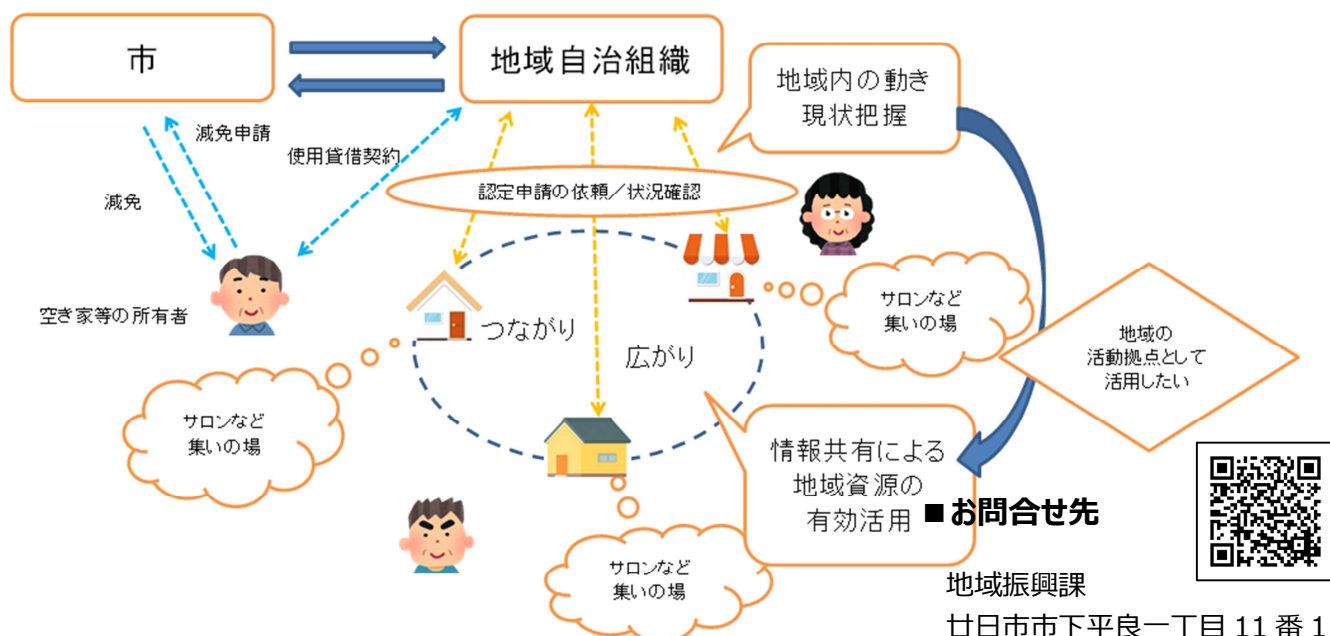 市
地域自治組織
地域内の動き
現状把握
減免申請
使用貸借契約
減免
認定申請の依頼／状況確認
空き家等の所有者
つながり
広がり
サロンなど
集いの場
地域の
活動拠点として
活用したい
サロンなど
集いの場
情報共有による
地域資源の
有効活用
■お問合せ先
サロンなど
集いの場
地域振興課
廿日市市下平良一丁目 11 番 1